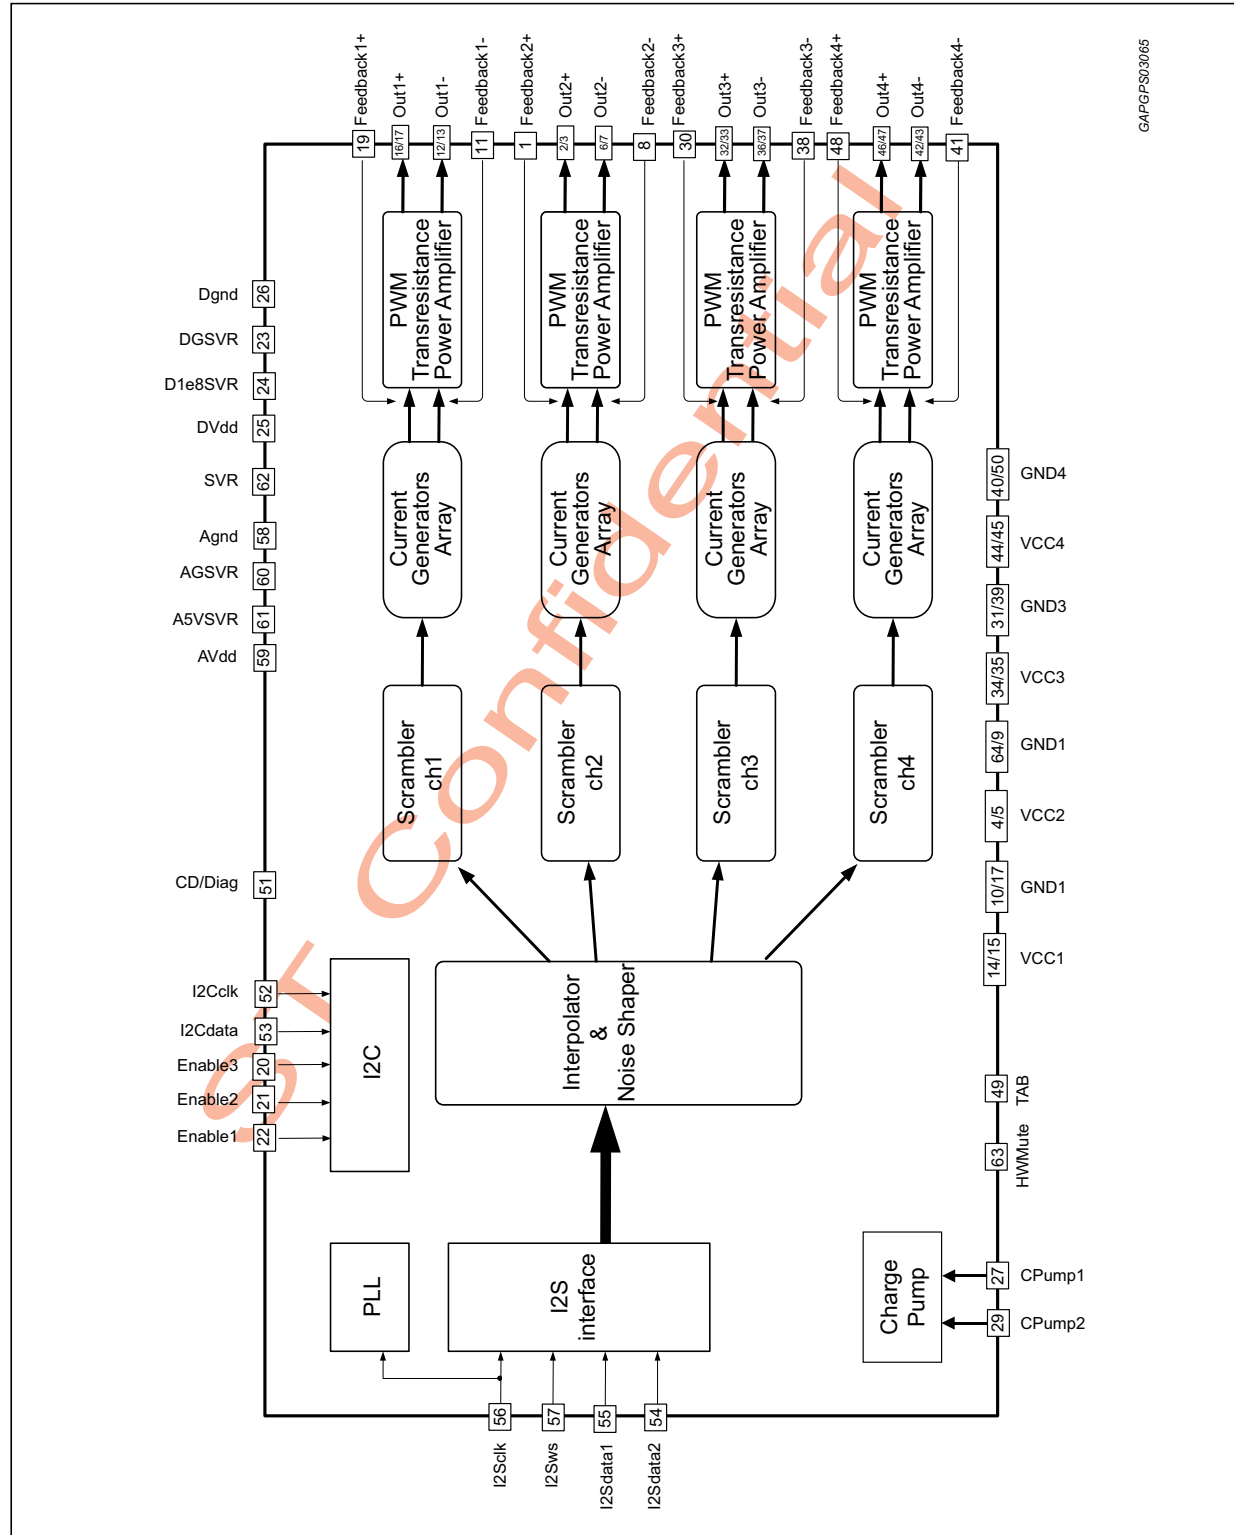 Feedback1+
Out1+
Out1-
Feedback1-
Feedback2+
Out2+
Out2-
Feedback2-
Feedback3+
Out3+
Out3-
Feedback3-
Feedback4+
Out4+
Out4-
Feedback4-
GAPGPS03065
19
16/17
12/13
11
1
2/3
6/7
8
30
32/33
36/37
38
48
46/47
42/43
41
PWM
Transresistance
Power Amplifier
PWM
Transresistance
Power Amplifier
PWM
Transresistance
Power Amplifier
PWM
Transresistance
Power Amplifier
Current
Generators
Array
Current
Generators
Array
Current
Generators
Array
Current
Generators
Array
Scrambler
ch1
Scrambler
ch2
Scrambler
ch3
Scrambler
ch4
Interpolator
&
Noise Shaper
I2C
PLL
I2S
interface
Charge
Pump
Dgnd 26
DGSVR 23
D1e8SVR 24
DVdd 25
SVR 62
Agnd 58
AGSVR 60
A5VSVR 61
AVdd 59
CD/Diag 51
I2Cclk 52
I2Cdata 53
Enable3 20
Enable2 21
Enable1 22
40/50 GND4
44/45 VCC4
31/39 GND3
34/35 VCC3
64/9 GND1
4/5 VCC2
10/17 GND1
14/15 VCC1
49 TAB
63 HWMute
27 CPump1
29 CPump2
56 I2Sclk
57 I2Sws
55 I2Sdata1
54 I2Sdata2
ST Confidential